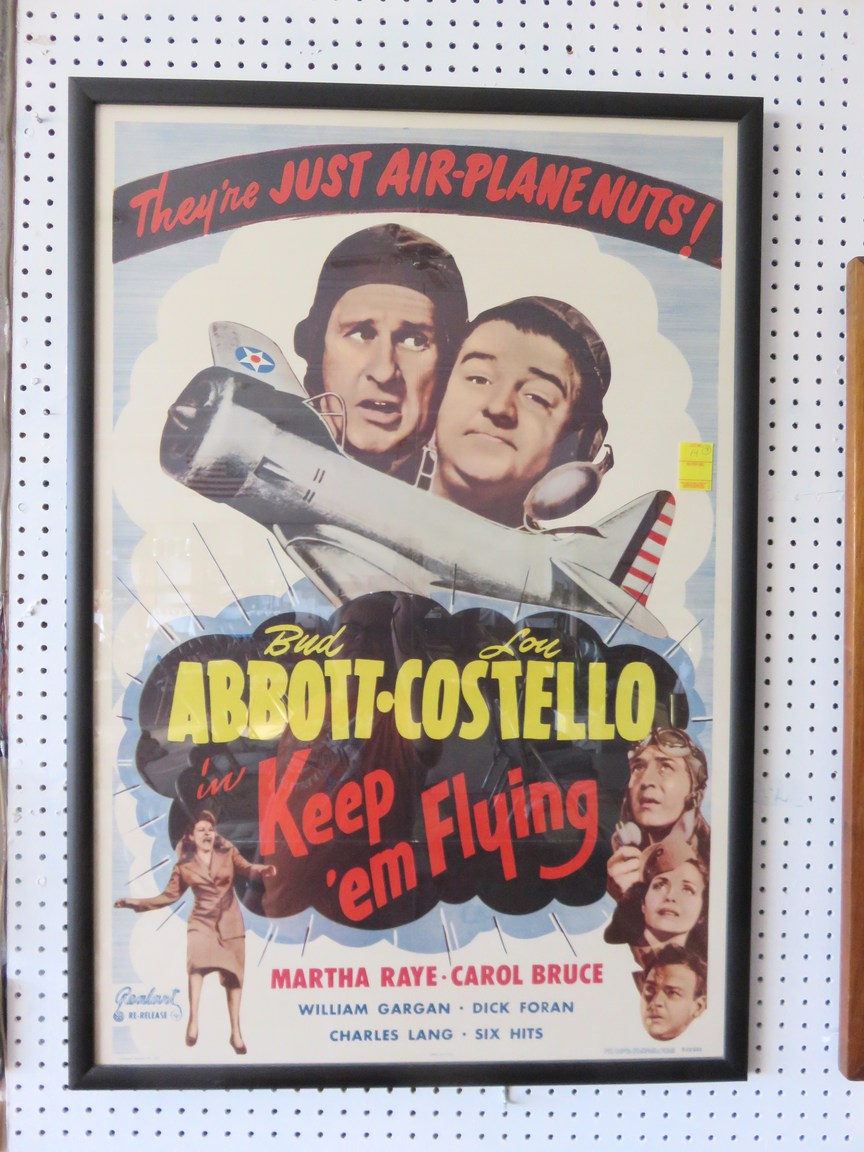 They're JUST AIR-PLANE NUTS!
Bud Lou
ABBOTT·COSTELLO
in Keep
'em Flying
MARTHA RAYE · CAROL BRUCE
WILLIAM GARGAN · DICK FORAN
CHARLES LANG · SIX HITS
Realart
RE-RELEASE